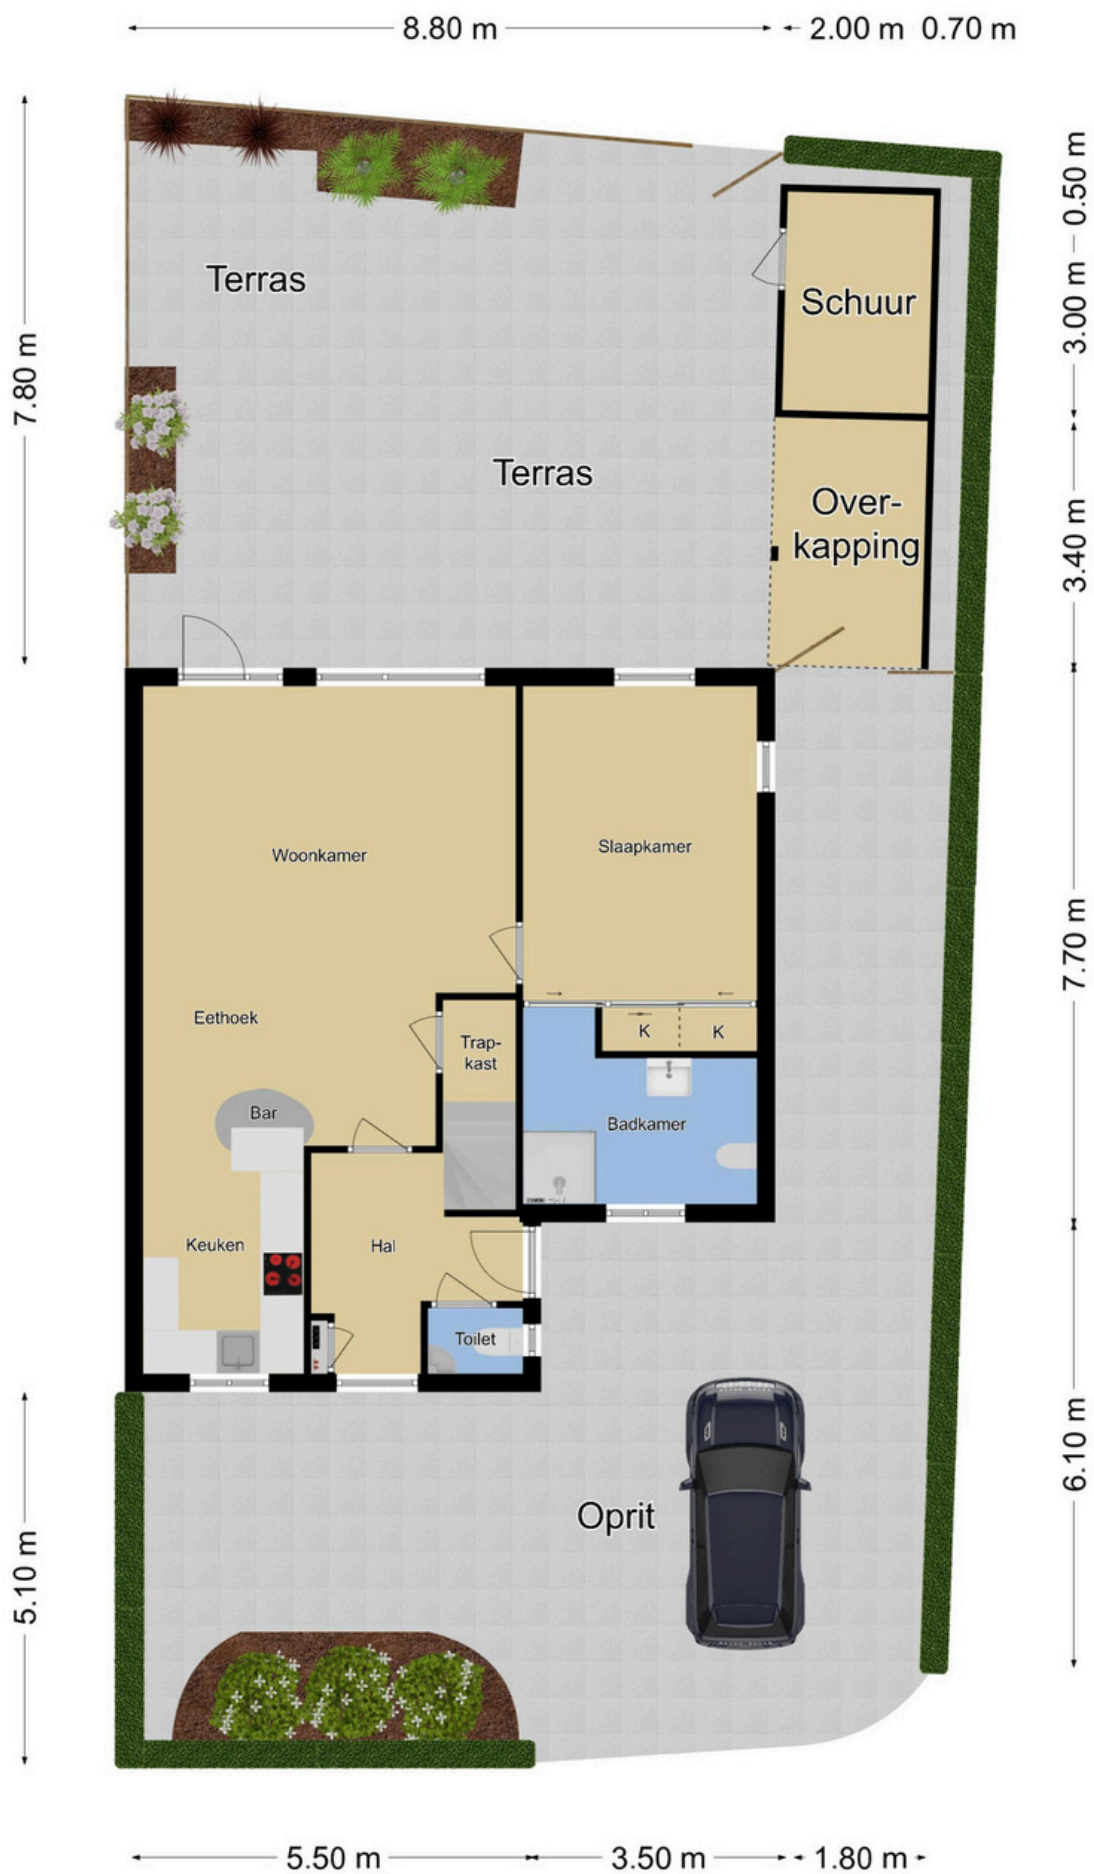 8.80 m
2.00 m
0.70 m
0.50 m
3.00 m
3.40 m
7.80 m
Terras
Schuur
Terras
Over-
kapping
Woonkamer
Slaapkamer
7.70 m
Eethoek
Trap-
kast
K
K
Bar
Badkamer
Keuken
Hal
Toilet
6.10 m
Oprit
5.10 m
5.50 m
3.50 m
1.80 m